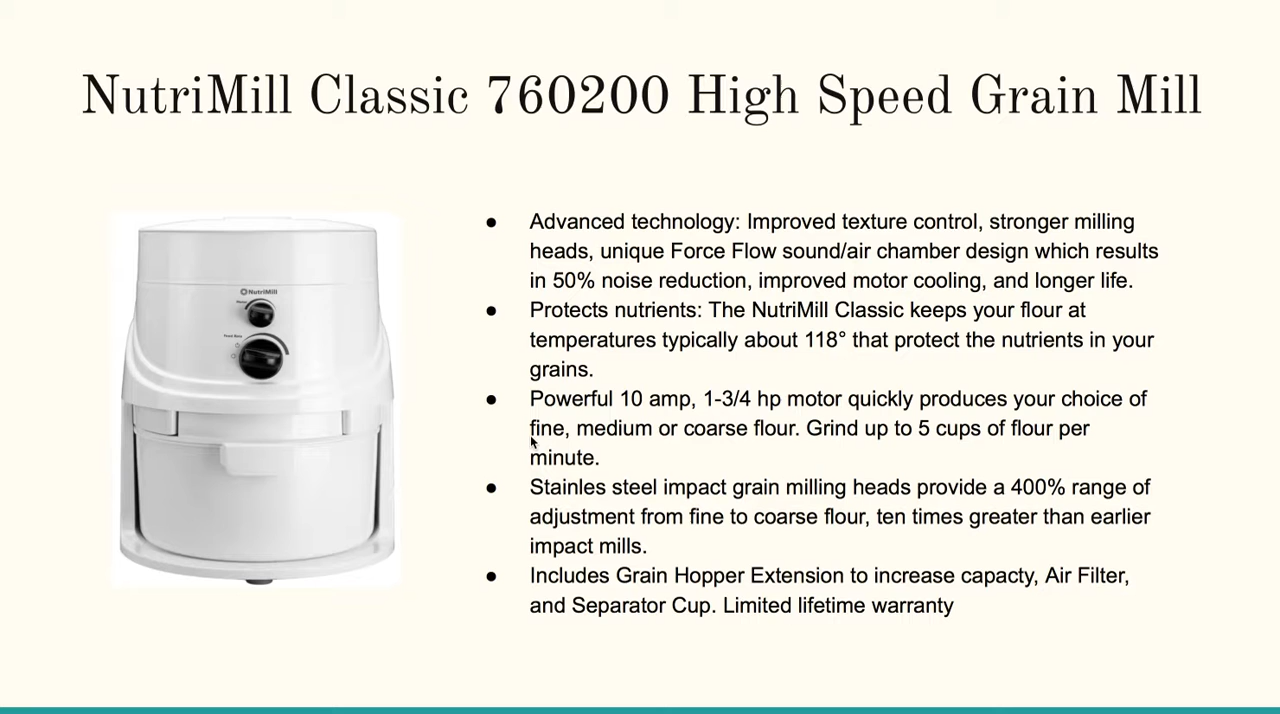 NutriMill Classic 760200 High Speed Grain Mill
NutriMill
● Advanced technology: Improved texture control, stronger milling
heads, unique Force Flow sound/air chamber design which results
in 50% noise reduction, improved motor cooling, and longer life.
● Protects nutrients: The NutriMill Classic keeps your flour at
temperatures typically about 118° that protect the nutrients in your
grains.
● Powerful 10 amp, 1-3/4 hp motor quickly produces your choice of
fine, medium or coarse flour. Grind up to 5 cups of flour per
minute.
● Stainles steel impact grain milling heads provide a 400% range of
adjustment from fine to coarse flour, ten times greater than earlier
impact mills.
● Includes Grain Hopper Extension to increase capacty, Air Filter,
and Separator Cup. Limited lifetime warranty